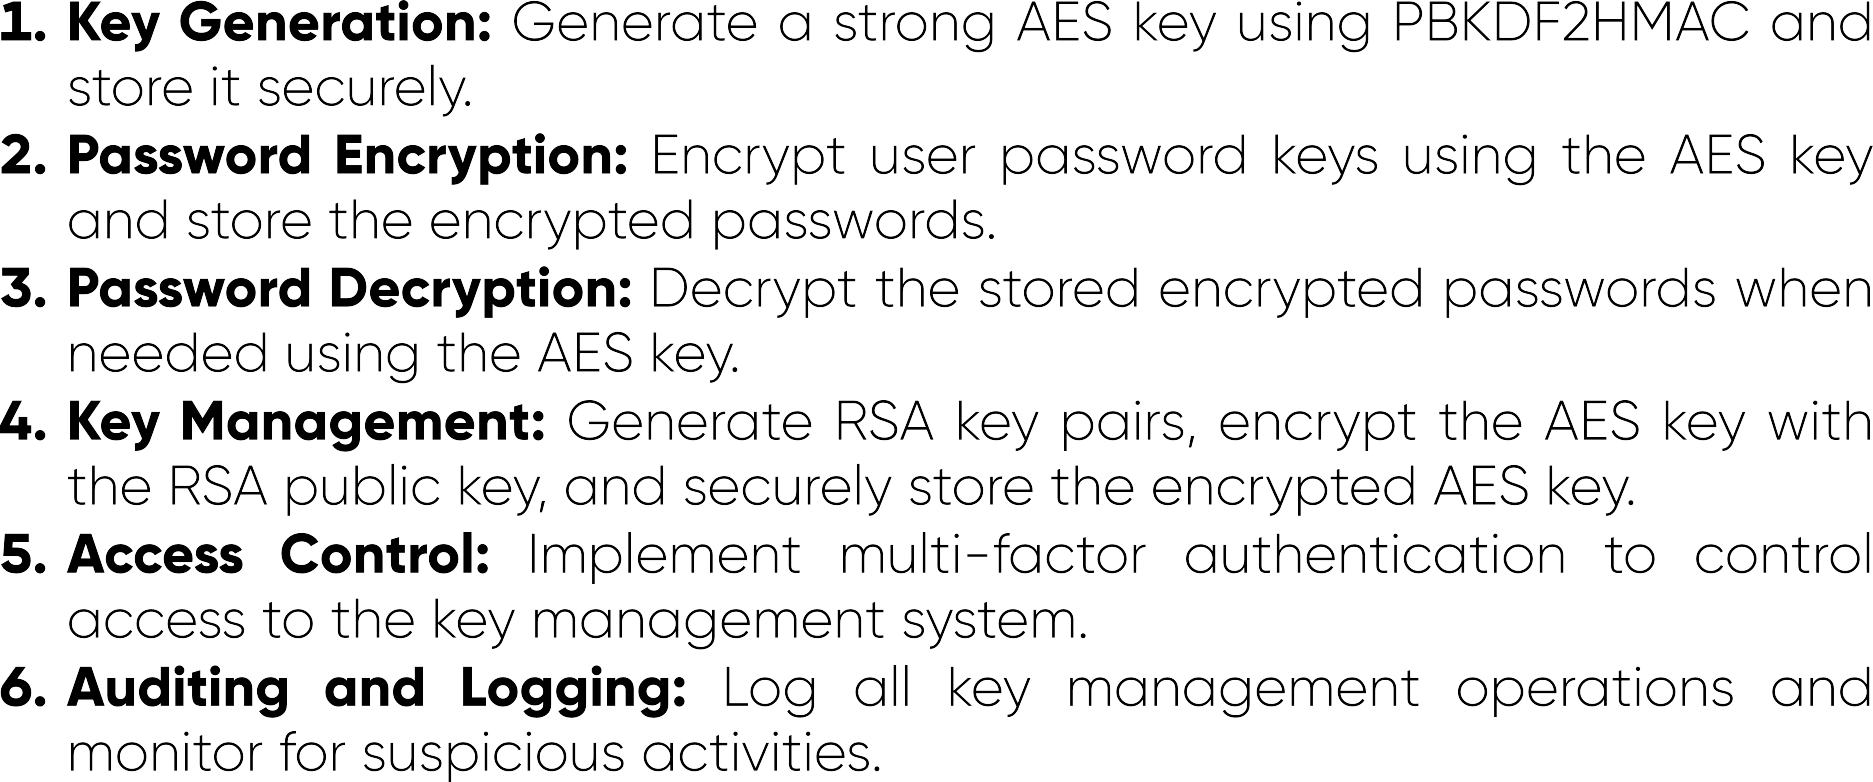 1. Key Generation: Generate a strong AES key using PBKDF2HMAC and
store it securely.
2. Password Encryption: Encrypt user password keys using the AES key
and store the encrypted passwords.
3. Password Decryption: Decrypt the stored encrypted passwords when
needed using the AES key.
4. Key Management: Generate RSA key pairs, encrypt the AES key with
the RSA public key, and securely store the encrypted AES key.
5. Access Control: Implement multi-factor authentication to control
access to the key management system.
6. Auditing and Logging: Log all key management operations and
monitor for suspicious activities.